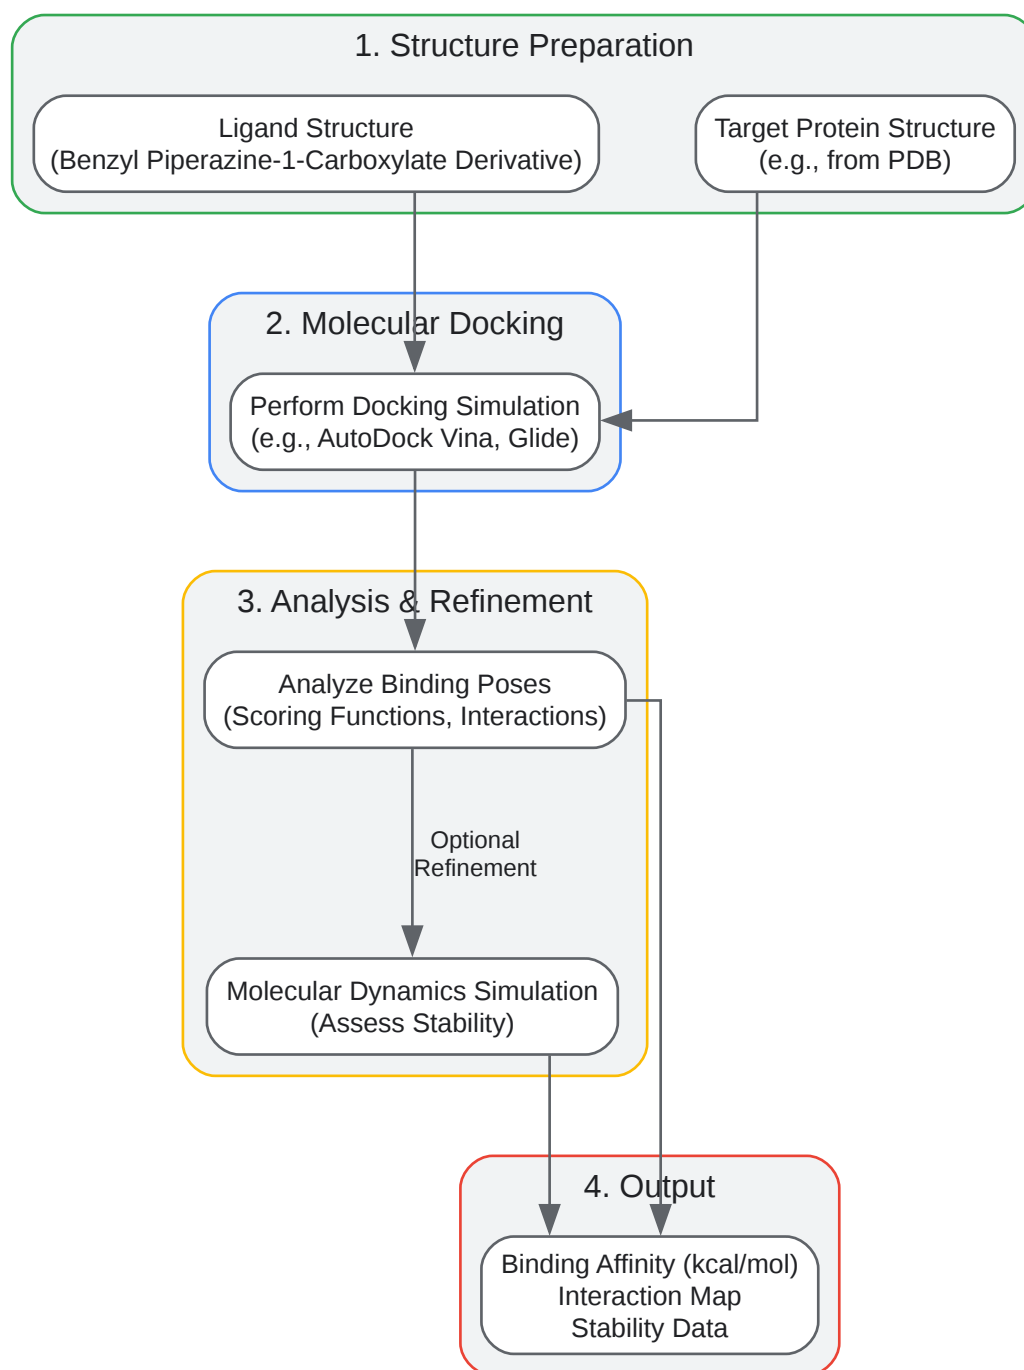 1. Structure Preparation
Ligand Structure
(Benzyl Piperazine-1-Carboxylate Derivative)
Target Protein Structure
(e.g., from PDB)
2. Molecular Docking
Perform Docking Simulation
(e.g., AutoDock Vina, Glide)
3. Analysis & Refinement
Analyze Binding Poses
(Scoring Functions, Interactions)
Optional
Refinement
Molecular Dynamics Simulation
(Assess Stability)
4. Output
Binding Affinity (kcal/mol)
Interaction Map
Stability Data